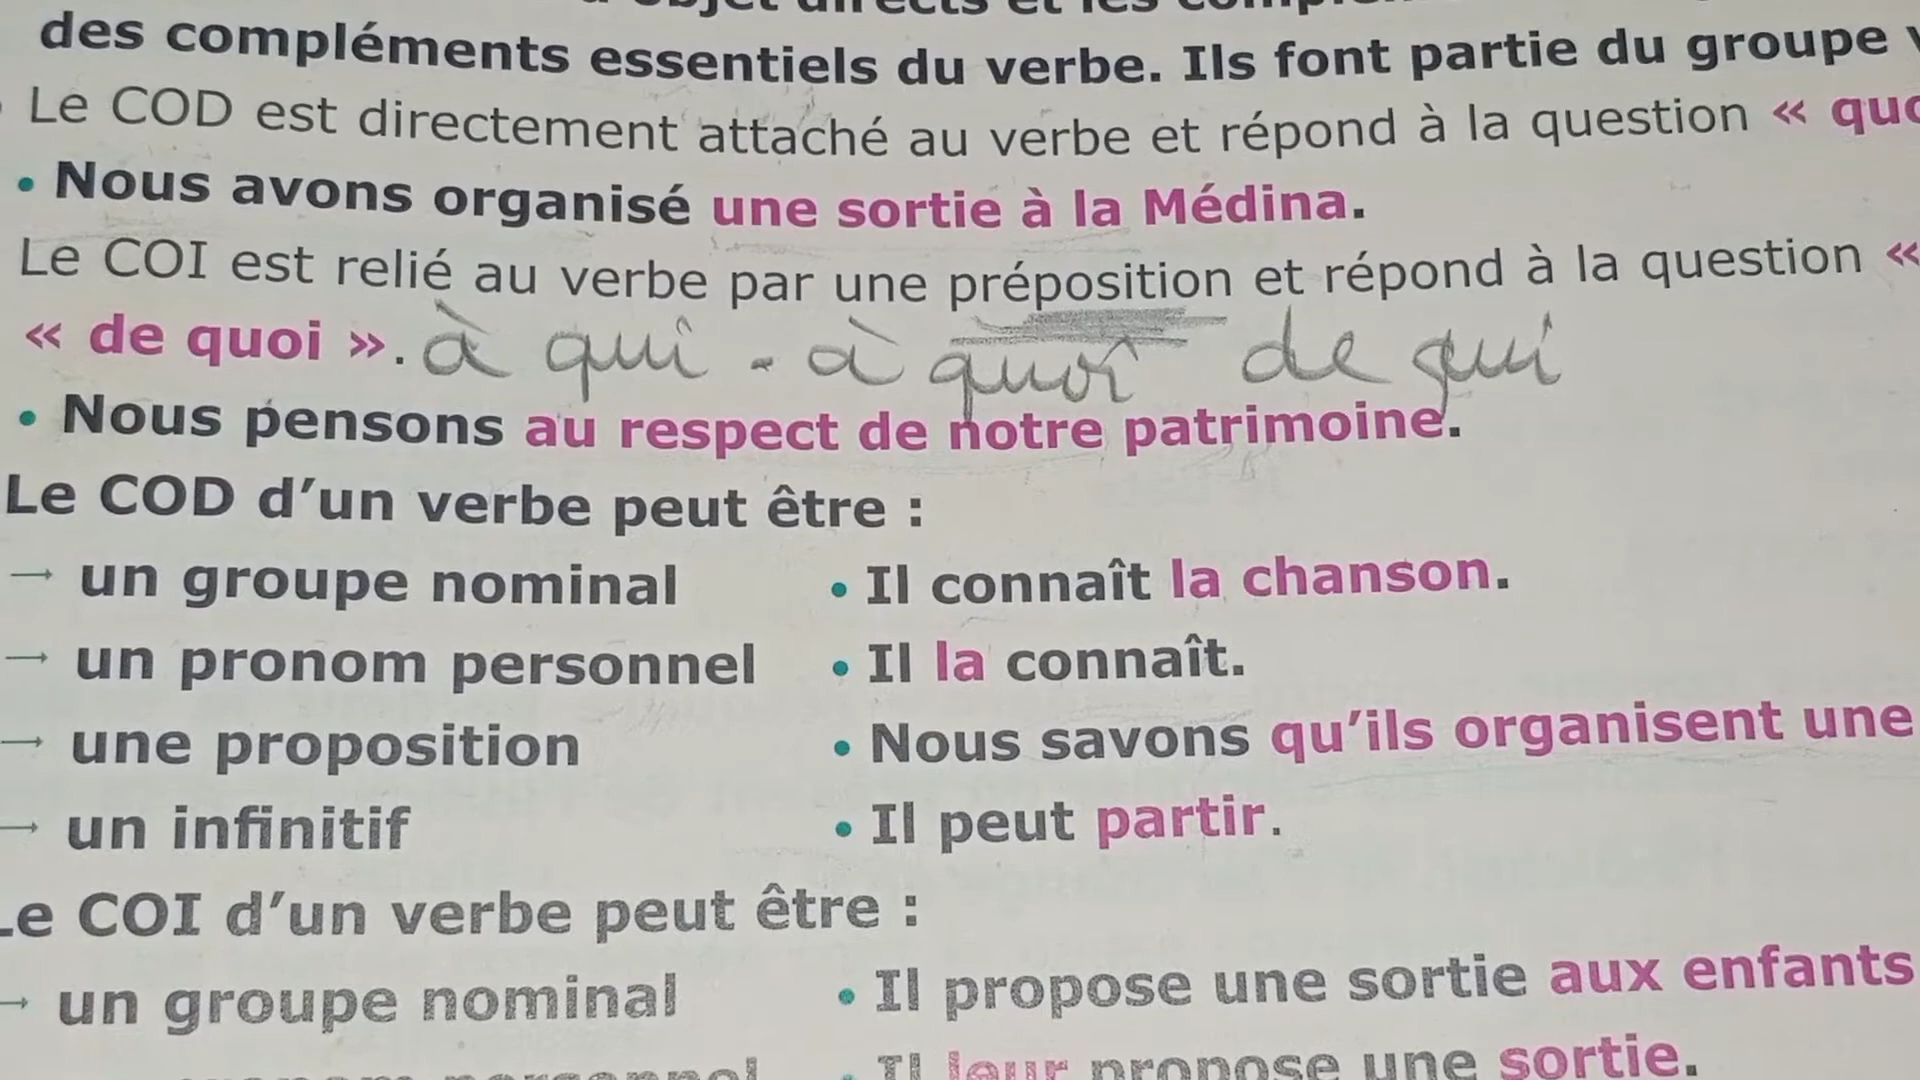 objet directs et les
des compléments essentiels du verbe. Ils font partie du groupe
Le COD est directement attaché au verbe et répond à la question «
• Nous avons organisé une sortie à la Médina.
Le COI est relié au verbe par une préposition et répond à la question «
« de quoi ». à qui - à quoi de qui
• Nous pensons au respect de notre patrimoine.
Le COD d'un verbe peut être :
→ un groupe nominal • Il connaît la chanson.
→ un pronom personnel • Il la connaît.
→ une proposition • Nous savons qu'ils organisent une
→ un infinitif • Il peut partir.
Le COI d'un verbe peut être :
→ un groupe nominal • Il propose une sortie aux enfants
personnel • Il leur propose une sortie.